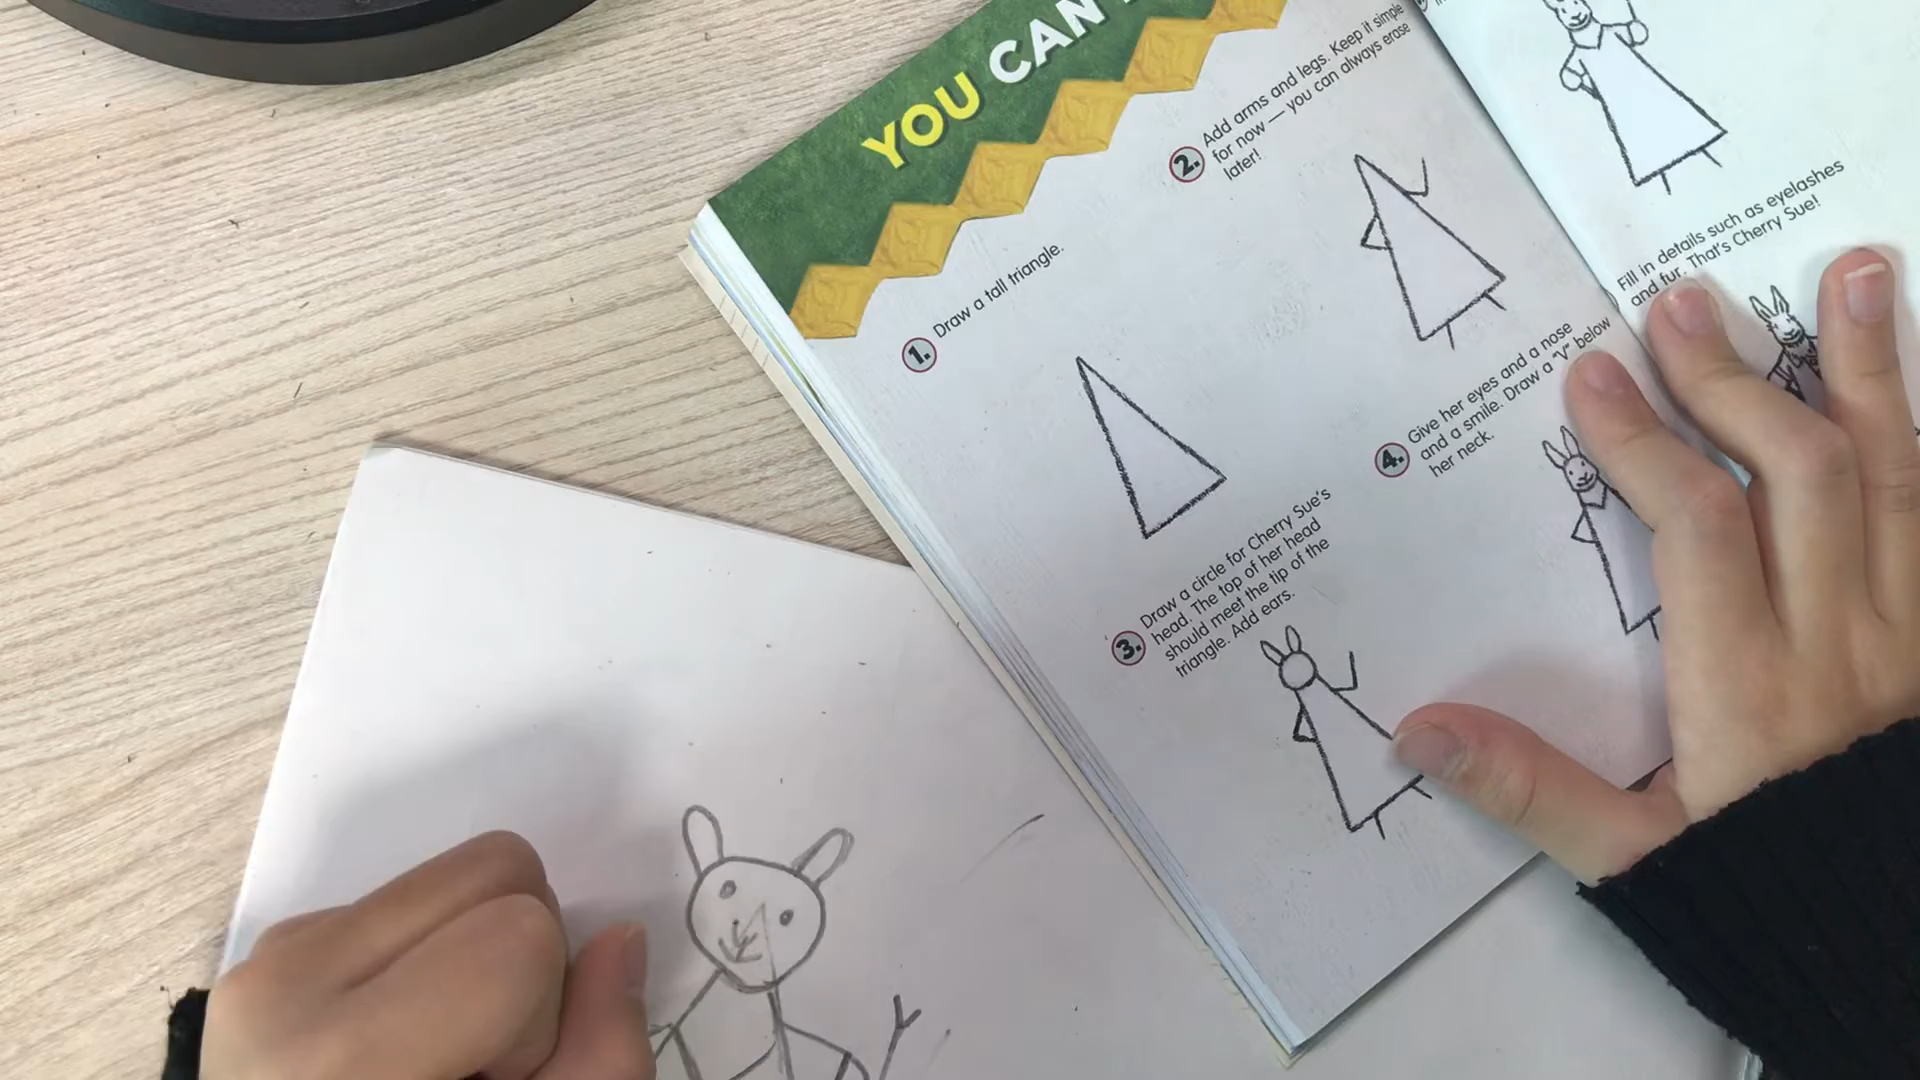 YOU CAN
1. Draw a tall triangle.
2. Add arms and legs. Keep it simple
for now — you can always erase
later!
3. Draw a circle for Cherry Sue's
head. The top of her head
should meet the tip of the
triangle. Add ears.
4. Give her eyes and a nose
and a smile. Draw a "V" below
her neck.
Fill in details such as eyelashes
and fur. That's Cherry Sue!